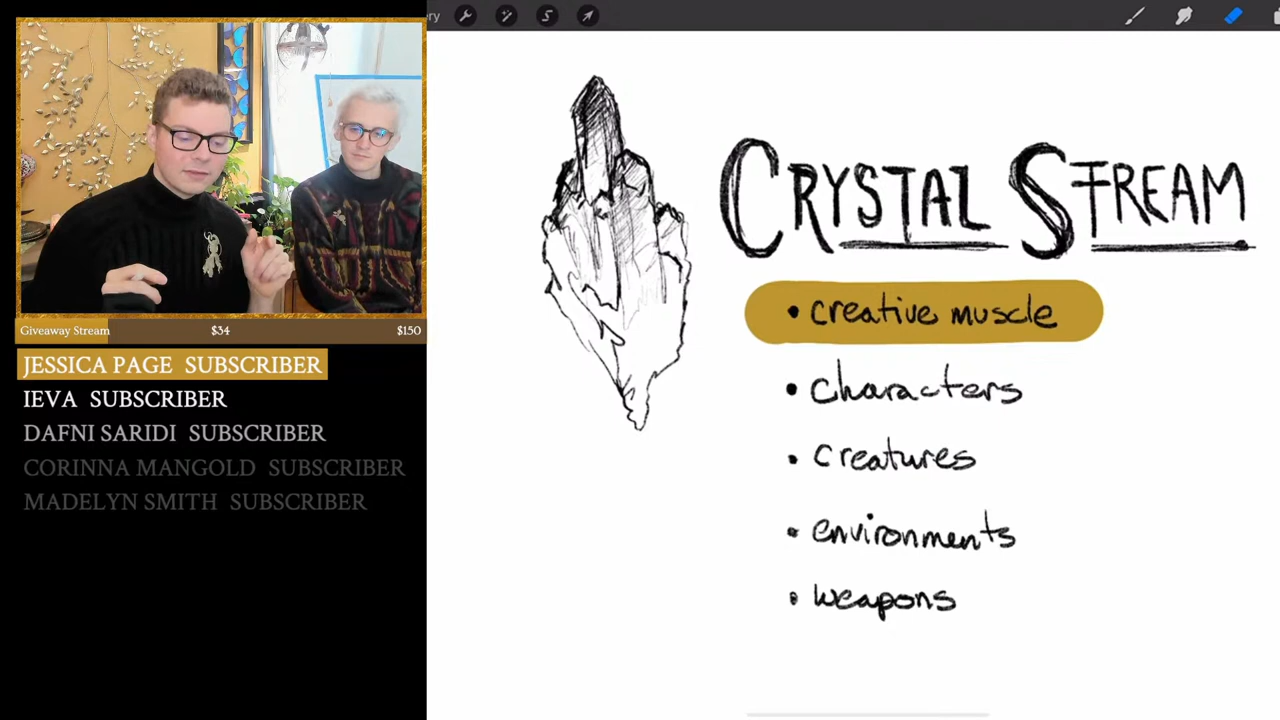 ry
Giveaway Stream $34 $150
JESSICA PAGE SUBSCRIBER
IEVA SUBSCRIBER
DAFNI SARIDI SUBSCRIBER
CORINNA MANGOLD SUBSCRIBER
MADELYN SMITH SUBSCRIBER
CRYSTAL STREAM
• creative muscle
• characters
• creatures
• environments
• weapons